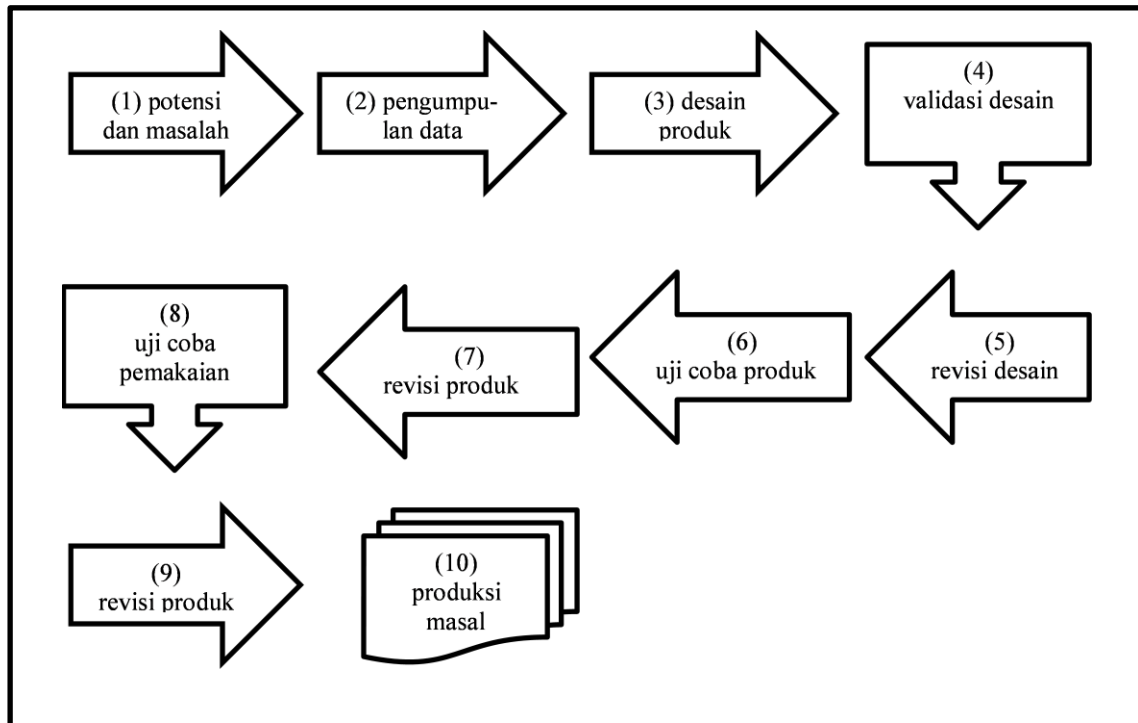 (1) potensi
dan masalah
(2) pengumpu-
lan data
(3) desain
produk
(4)
validasi desain
(5)
revisi desain
(6)
uji coba produk
(7)
revisi produk
(8)
uji coba
pemakaian
(9)
revisi produk
(10)
produksi
masal